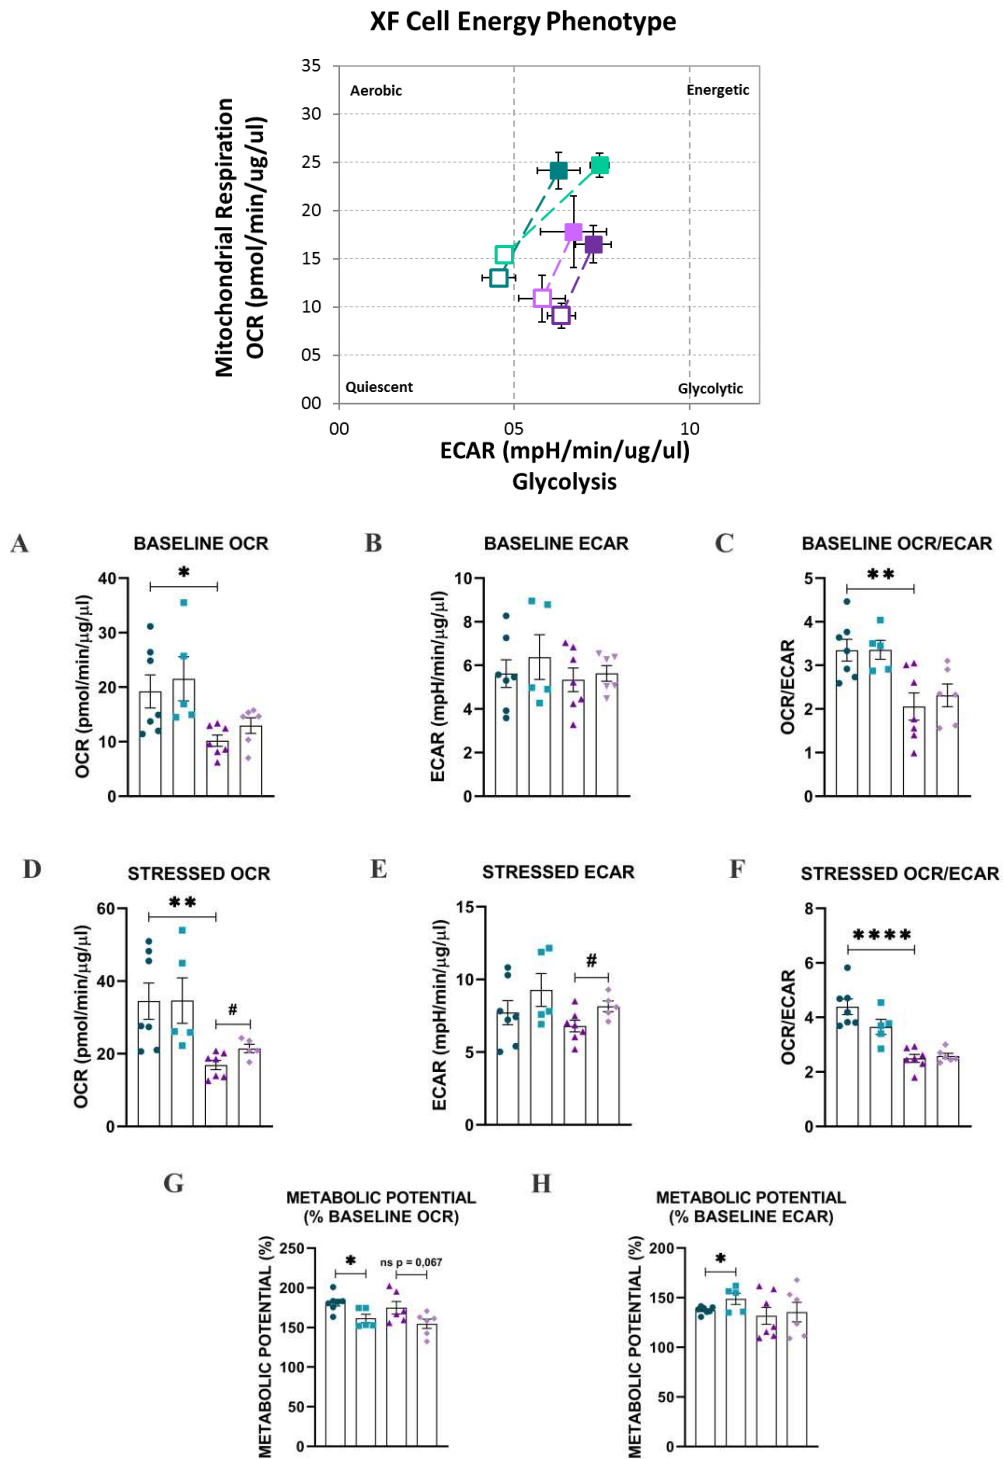 XF Cell Energy Phenotype
Mitochondrial Respiration
OCR (pmol/min/ug/ul)
35
30
25
20
15
10
05
00
Aerobic
Energetic
Quiescent
Glycolytic
00
05
10
ECAR (mpH/min/ug/ul)
Glycolysis
A
BASELINE OCR
OCR (pmol/min/µg/µl)
40
30
20
10
0
*
B
BASELINE ECAR
ECAR (mpH/min/µg/µl)
10
8
6
4
2
0
C
BASELINE OCR/ECAR
OCR/ECAR
5
4
3
2
1
0
**
D
STRESSED OCR
OCR (pmol/min/µg/µl)
60
40
20
0
**
#
E
STRESSED ECAR
ECAR (mpH/min/µg/µl)
15
10
5
0
#
F
STRESSED OCR/ECAR
OCR/ECAR
8
6
4
2
0
****
G
METABOLIC POTENTIAL
(% BASELINE OCR)
METABOLIC POTENTIAL (%)
250
200
150
100
50
0
*
ns p = 0,067
H
METABOLIC POTENTIAL
(% BASELINE ECAR)
METABOLIC POTENTIAL (%)
200
150
100
50
0
*